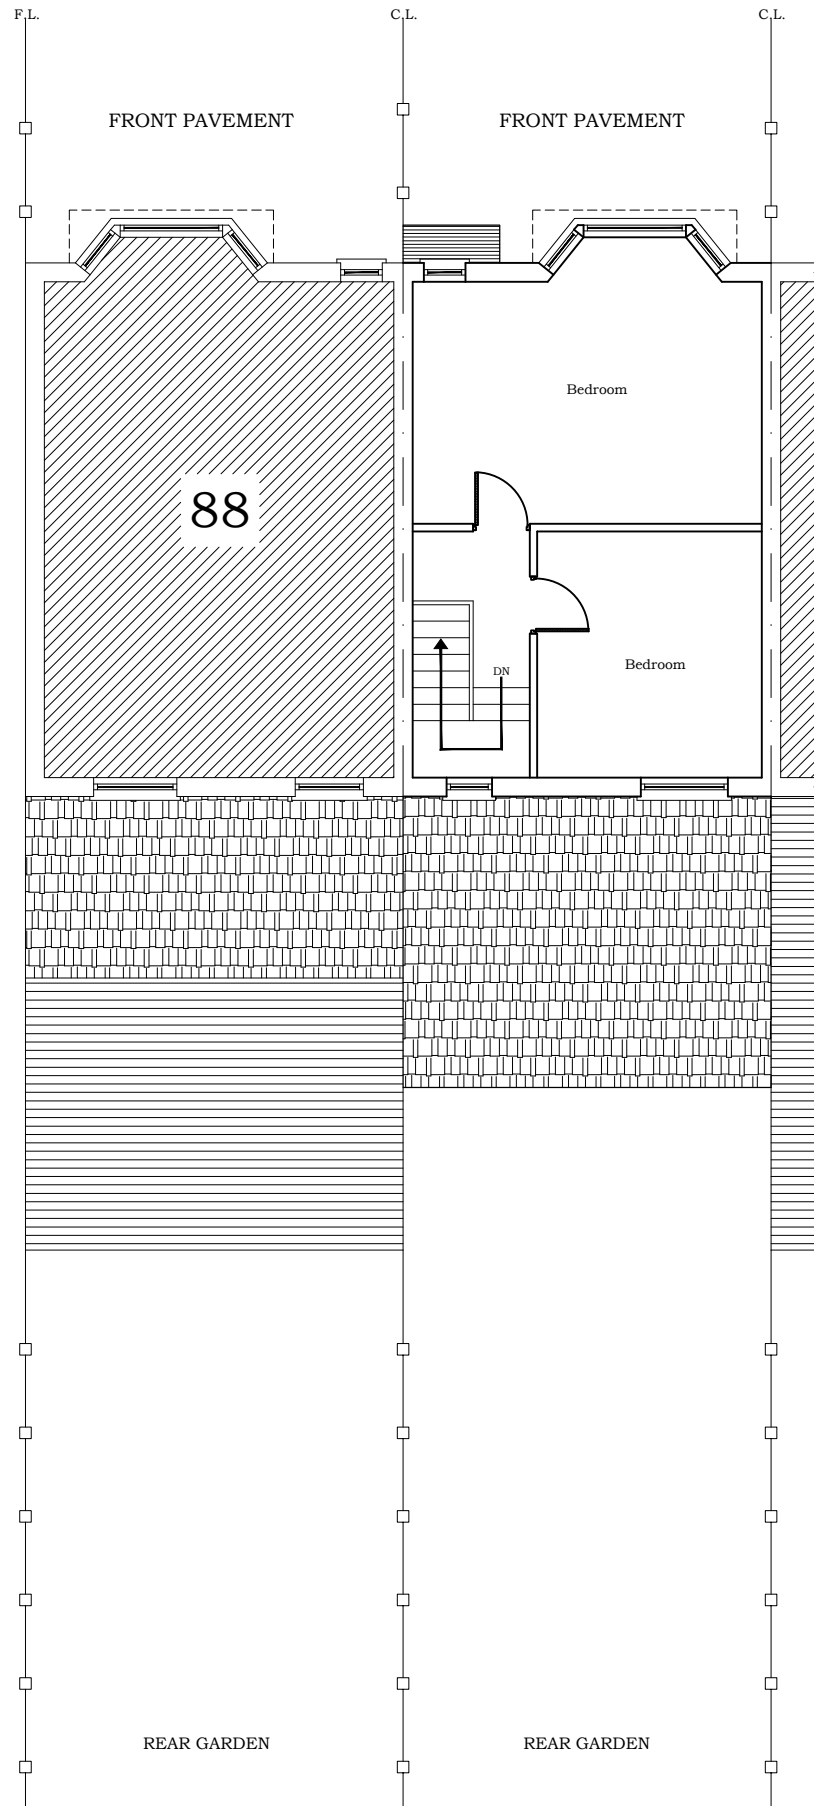 F.L.
C.L.
C.L.
FRONT PAVEMENT
FRONT PAVEMENT
Bedroom
88
Bedroom
DN
REAR GARDEN
REAR GARDEN